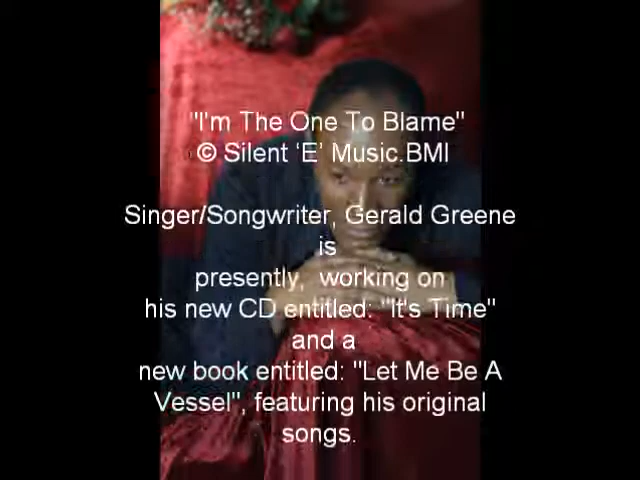 "I'm The One To Blame"
© Silent ‘E’ Music.BMI
Singer/Songwriter, Gerald Greene
is
presently,  working on
his new CD entitled: "It's Time"
and a
new book entitled: "Let Me Be A
Vessel", featuring his original
songs.